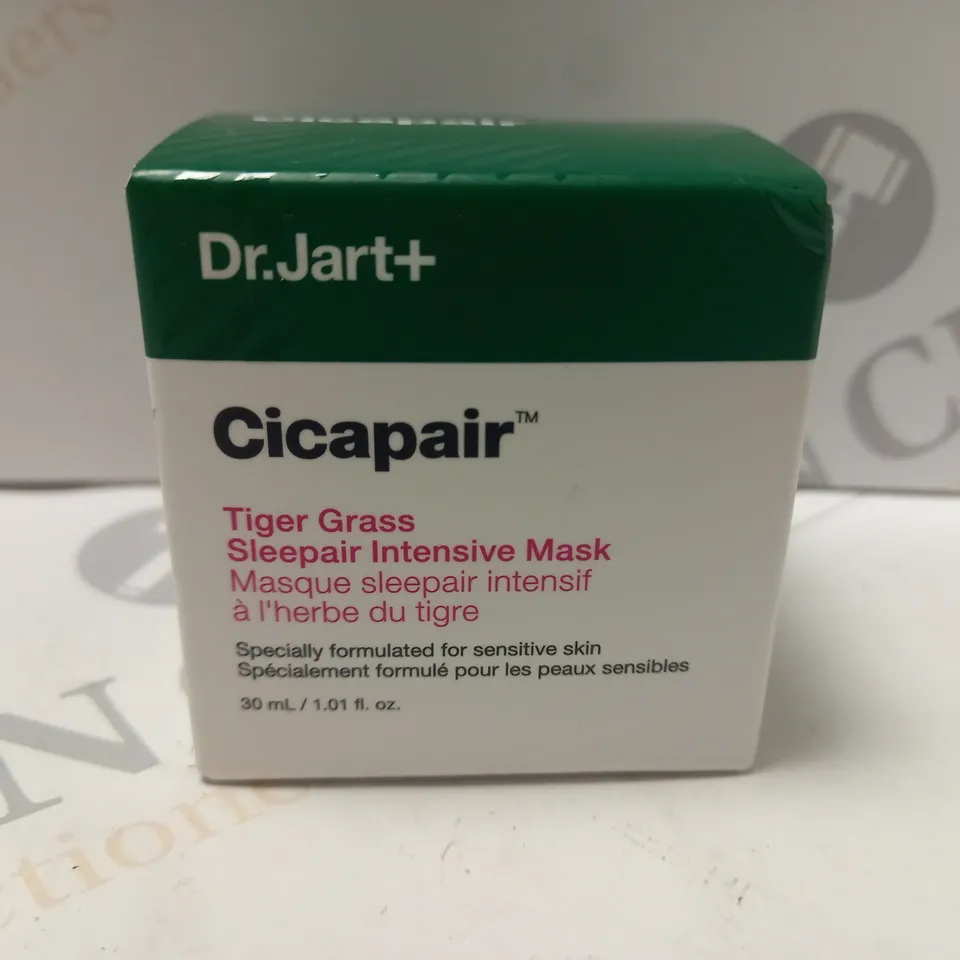 Cicapair
Dr.Jart+
Cicapair™
Tiger Grass
Sleepair Intensive Mask
Masque sleepair intensif
à l'herbe du tigre
Specially formulated for sensitive skin
Spécialement formulé pour les peaux sensibles
30 mL / 1.01 fl. oz.